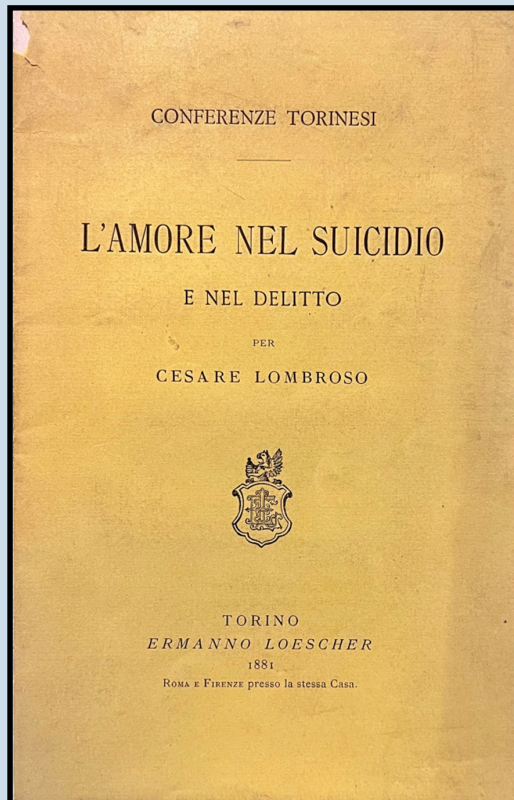 CONFERENZE TORINESI
L'AMORE NEL SUICIDIO
E NEL DELITTO
PER
CESARE LOMBROSO
TORINO
ERMANNO LOESCHER
1881
ROMA E FIRENZE presso la stessa Casa.